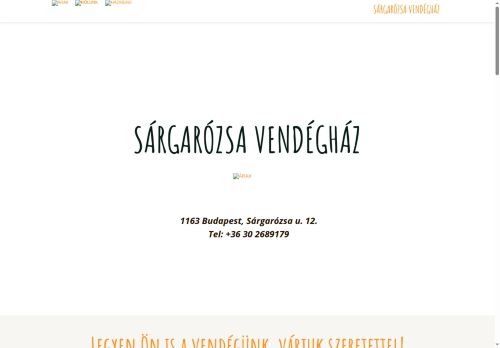 SÁRGARÓZSA VENDÉGHÁZ
SÁRGARÓZSA VENDÉGHÁZ
1163 Budapest, Sárgarózsa u. 12.
Tel: +36 30 2689179
LEGYEN ÖN IS A VENDÉGÜNK, VÁRJUK SZERETETTEL!